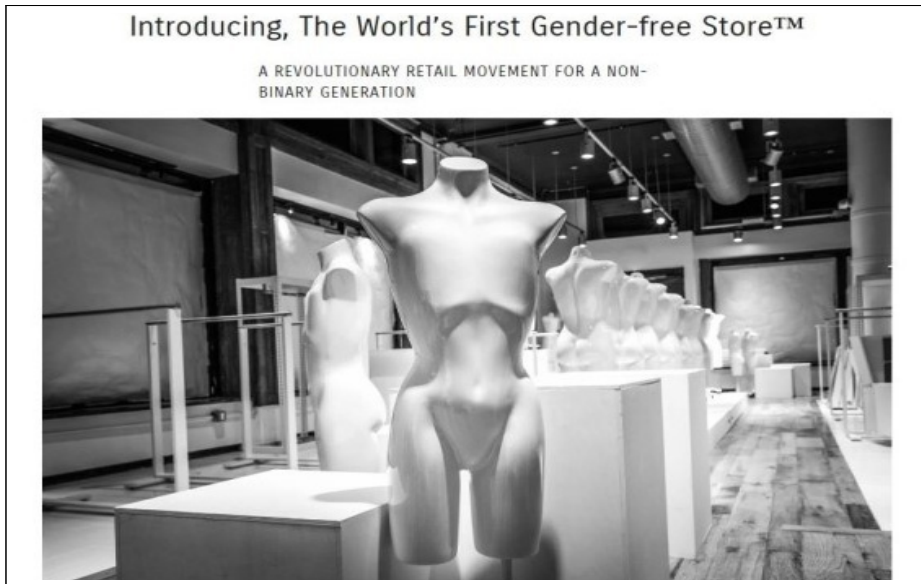 Introducing, The World's First Gender-free Store™
A REVOLUTIONARY RETAIL MOVEMENT FOR A NON-
BINARY GENERATION